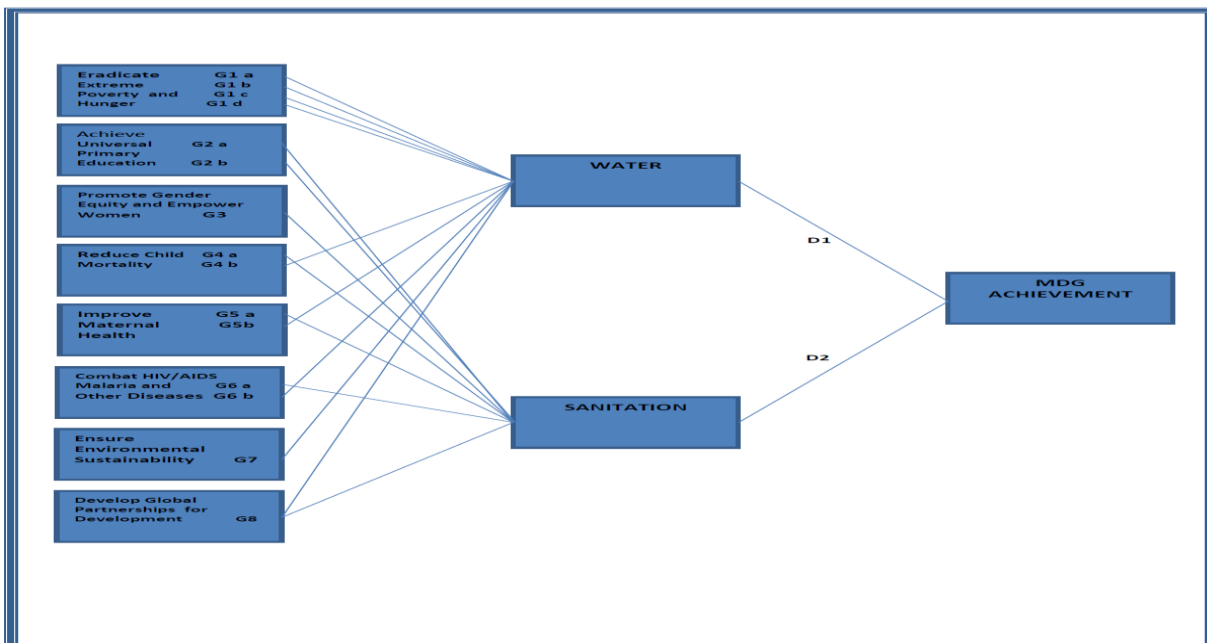 Eradicate G1 a
Extreme G1 b
Poverty and G1 c
Hunger G1 d
Achieve
Universal G2 a
Primary
Education G2 b
Promote Gender
Equity and Empower
Women G3
Reduce Child G4 a
Mortality G4 b
Improve G5 a
Maternal G5b
Health
Combat HIV/AIDS
Malaria and G6 a
Other Diseases G6 b
Ensure
Environmental
Sustainability G7
Develop Global
Partnerships for
Development G8
WATER
SANITATION
D1
D2
MDG
ACHIEVEMENT